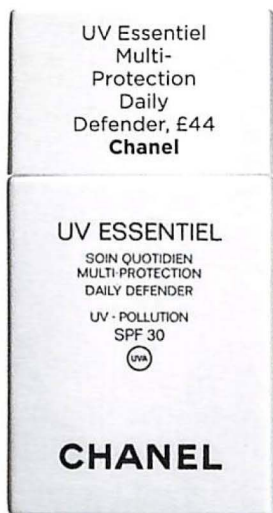 UV Essentiel
Multi-
Protection
Daily
Defender, £44
Chanel
UV ESSENTIEL
SOIN QUOTIDIEN
MULTI-PROTECTION
DAILY DEFENDER
UV - POLLUTION
SPF 30
UVA
CHANEL